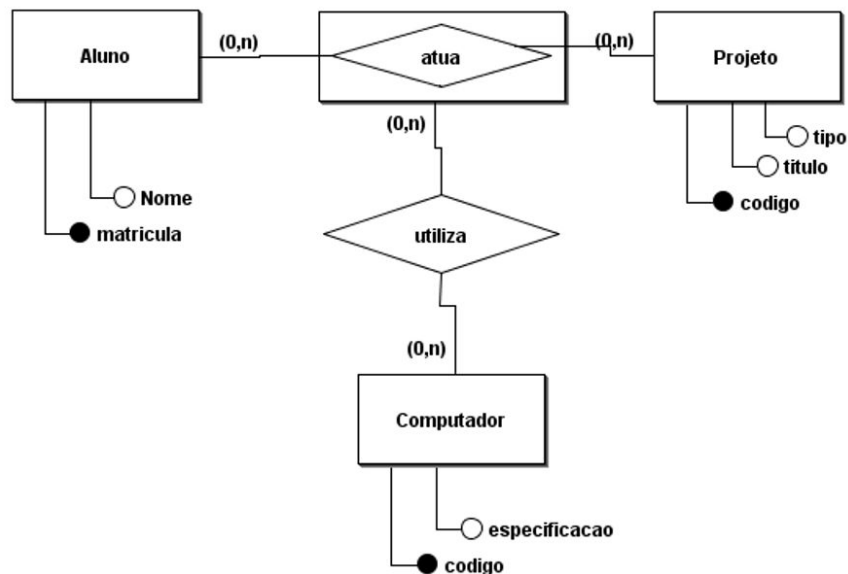 Aluno
(0,n)
atua
(0,n)
Projeto
(0,n)
tipo
titulo
codigo
Nome
matricula
utiliza
(0,n)
Computador
especificacao
codigo